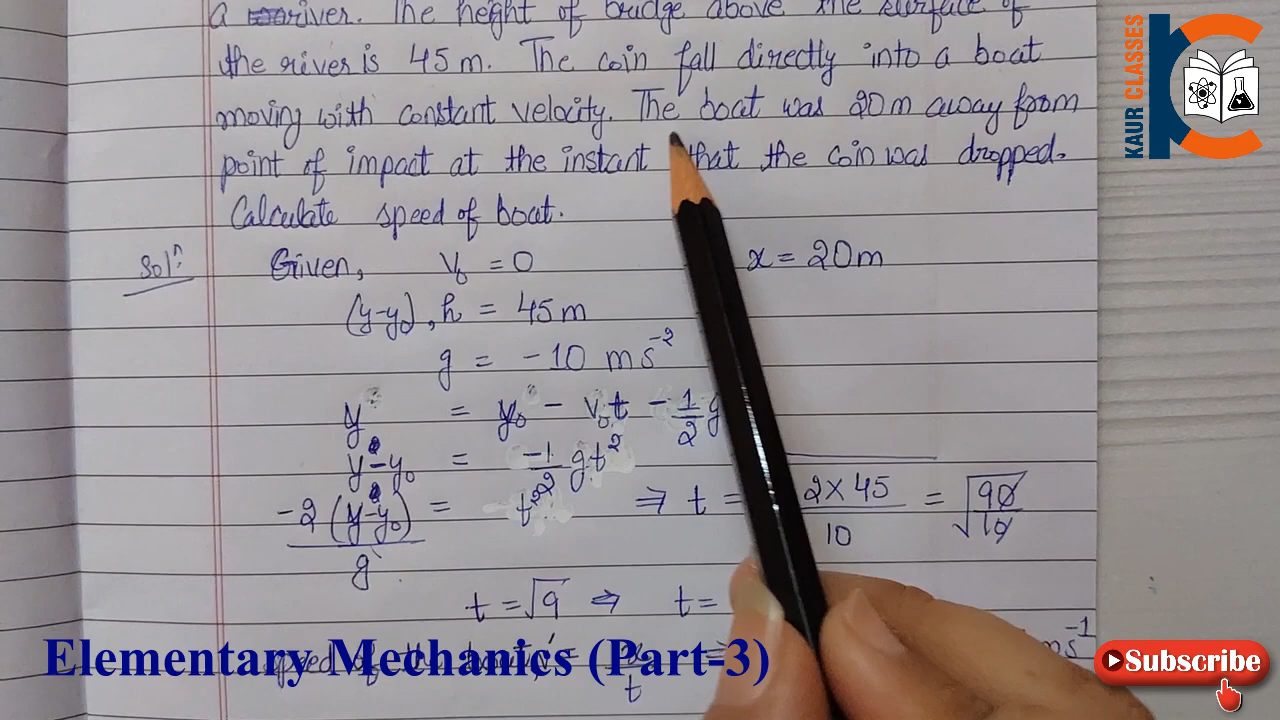 a river. The height of bridge above the surface of
the river is 45 m. The coin fall directly into a boat
moving with constant velocity. The boat was 20m away from
point of impact at the instant that the coin was dropped.
Calculate speed of boat.
Solⁿ: Given, V₀ = 0 x = 20m
(y-y₀), h = 45m
g = -10 ms⁻²
y = y₀ - V₀t - 1/2 g
y-y₀ = -1/2 gt²
-2(y-y₀)/g = t² ⇒ t = 2×45/10 = √90/10
t = √9 ⇒ t =
t ms⁻¹
Elementary Mechanics (Part-3)
KAUR CLASSES
Subscribe